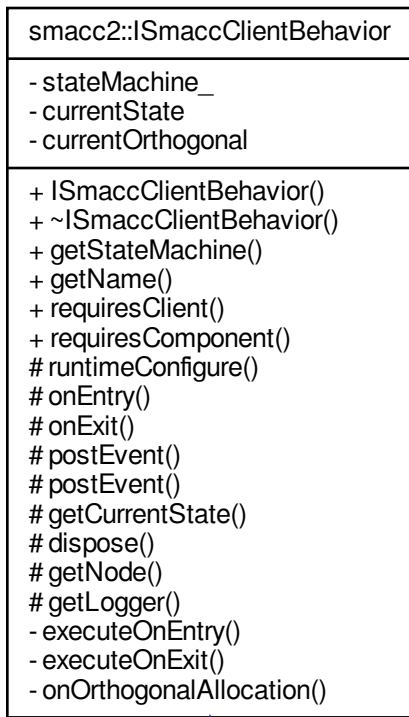 smacc2::ISmaccClientBehavior
- stateMachine_
- currentState
- currentOrthogonal
+ ISmaccClientBehavior()
+ ~ISmaccClientBehavior()
+ getStateMachine()
+ getName()
+ requiresClient()
+ requiresComponent()
# runtimeConfigure()
# onEntry()
# onExit()
# postEvent()
# postEvent()
# getCurrentState()
# dispose()
# getNode()
# getLogger()
- executeOnEntry()
- executeOnExit()
- onOrthogonalAllocation()